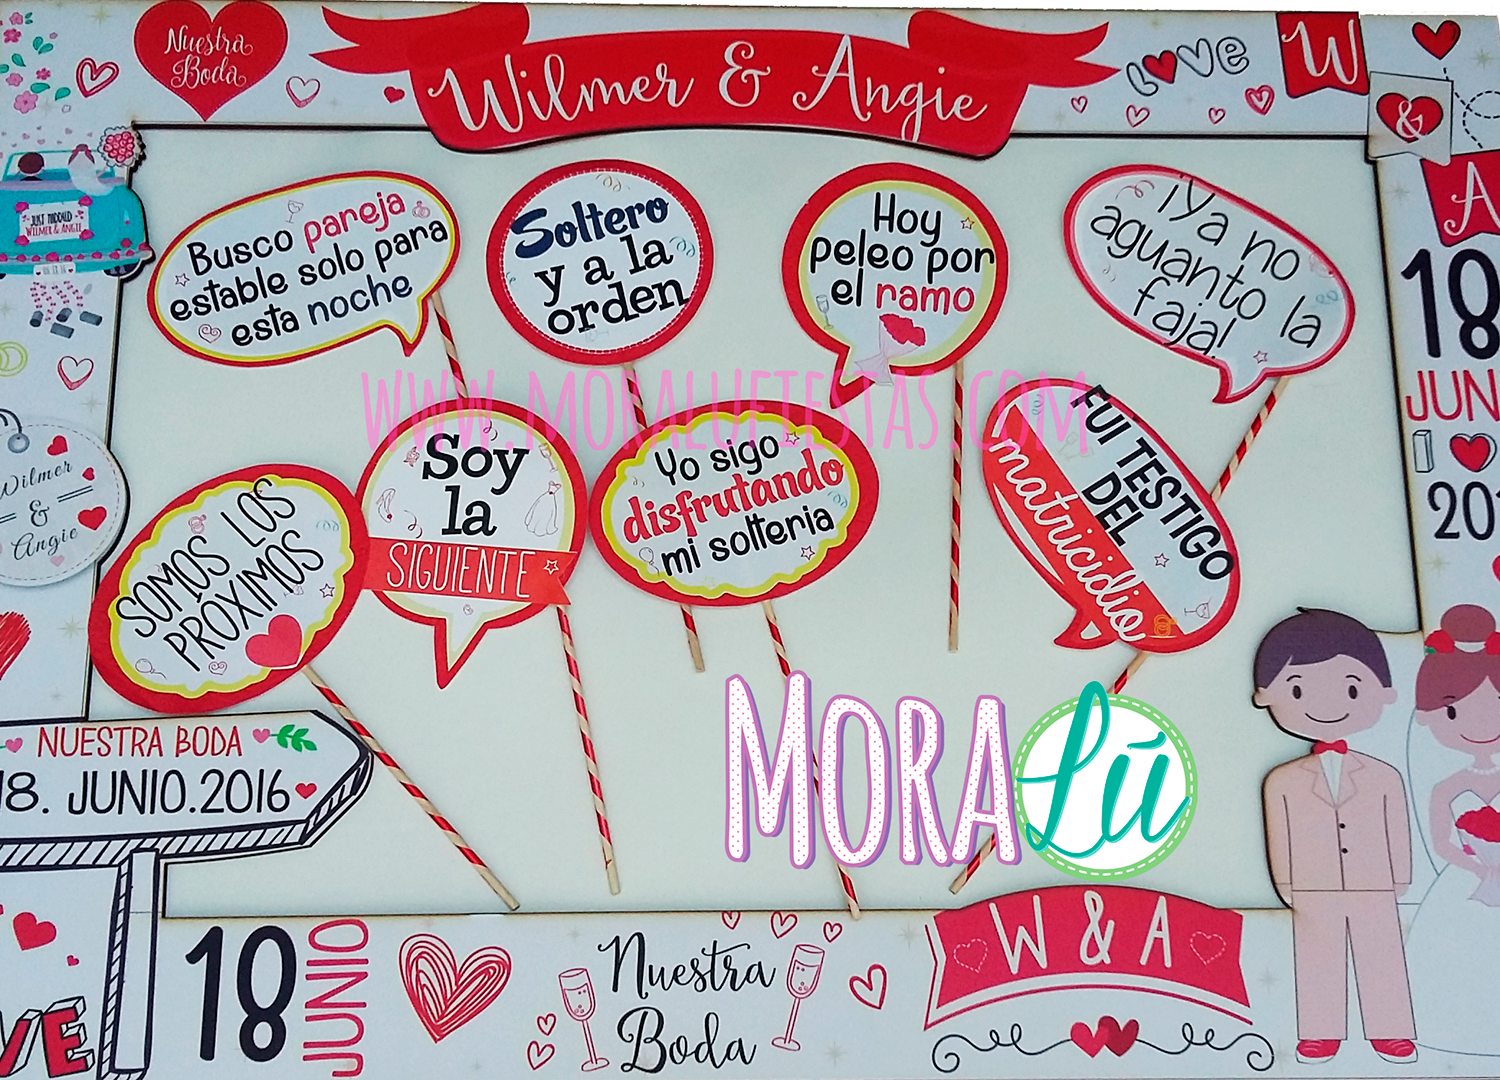 Nuestra
Boda
Wilmer & Angie
LOVE
W
&
A
JUST MARRIED
WILMER & ANGIE
Busco pareja
estable solo para
esta noche
Soltero
y a la
orden
Hoy
peleo por
el ramo
¡Ya no
aguanto la
faja!
18
JUN
I
20
www.moraluftestas.com
Wilmer
&
Angie
SOMOS LOS
PRÓXIMOS
Soy
la
SIGUIENTE
Yo sigo
disfrutando
mi solteria
FUI TESTIGO
DEL
matricidio
NUESTRA BODA
18. JUNIO.2016
MORA Lú
VE
18
JUNIO
Nuestra
Boda
W & A